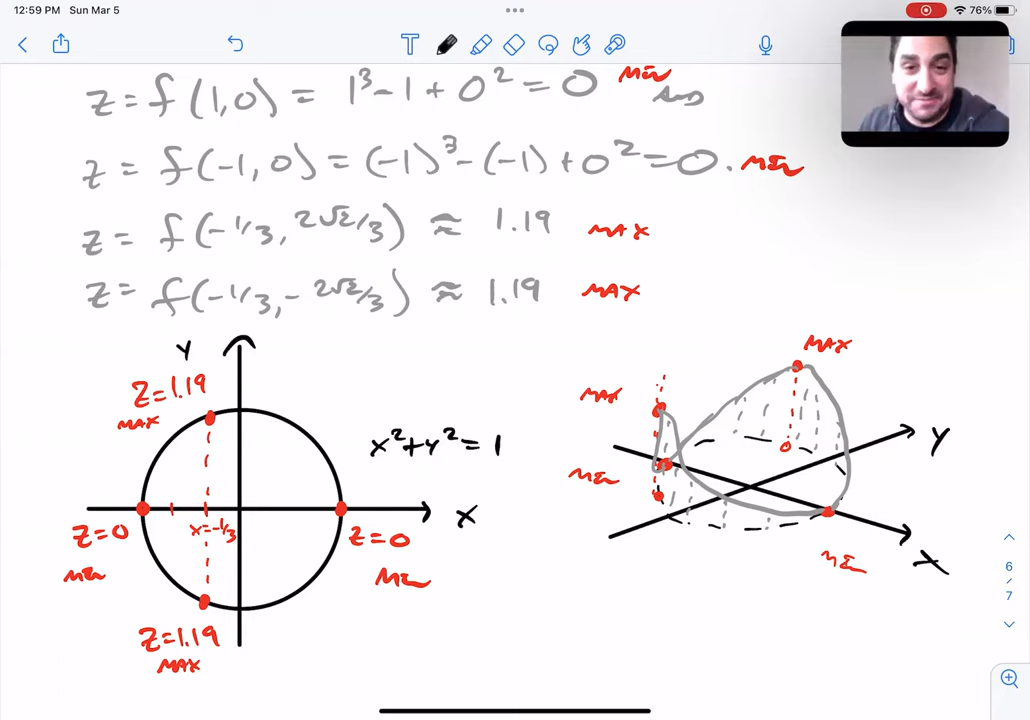 12:59 PM Sun Mar 5
76%
z = f(1,0) = 1³ - 1 + 0² = 0 MIN AND
z = f(-1,0) = (-1)³ - (-1) + 0² = 0. MIN
z = f(-1/3, 2√2/3) ≈ 1.19 MAX
z = f(-1/3, -2√2/3) ≈ 1.19 MAX
Y
Z=1.19
MAX
x²+y²=1
Z=0
MIN
x=-1/3
Z=0
MIN
X
Z=1.19
MAX
MAX
MAX
MIN
MIN
Y
X
6
/
7